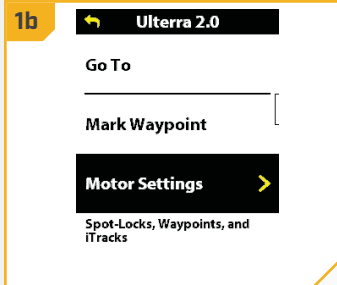 1b
Ulterra 2.0
Go To
Mark Waypoint
Motor Settings
Spot-Locks, Waypoints, and
iTracks